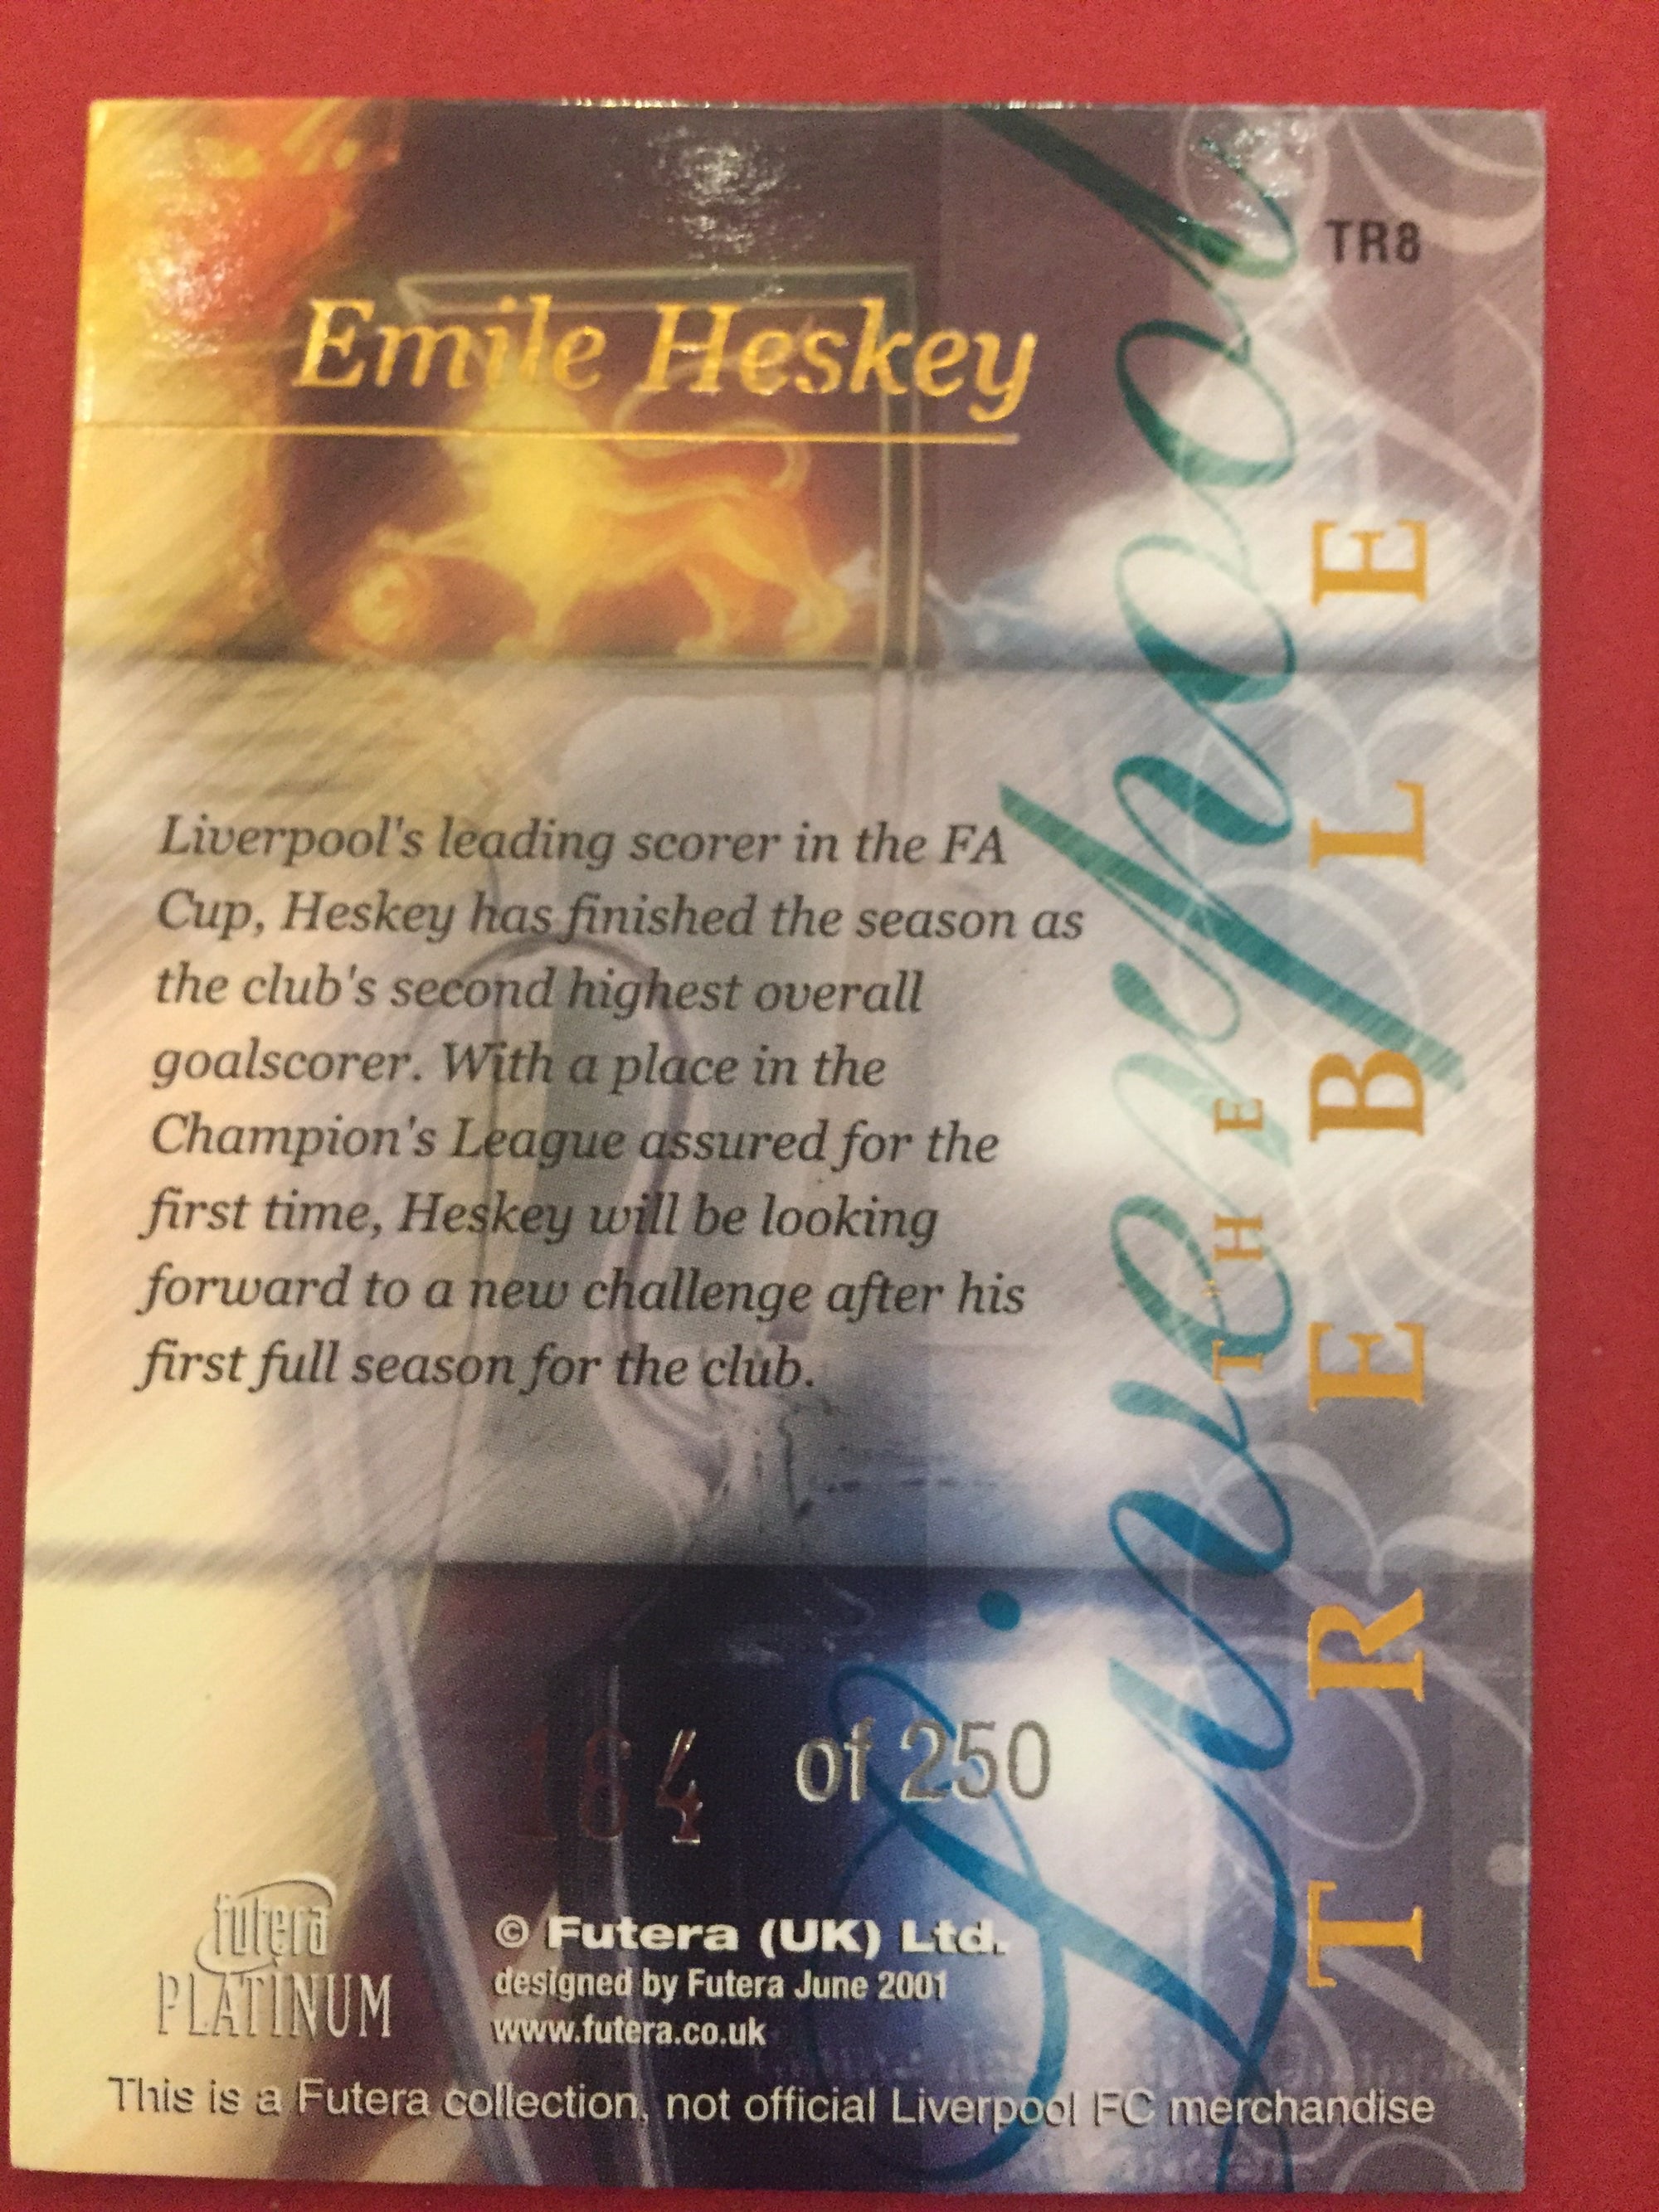 TR8
Emile Heskey
Liverpool's leading scorer in the FA
Cup, Heskey has finished the season as
the club's second highest overall
goalscorer. With a place in the
Champion's League assured for the
first time, Heskey will be looking
forward to a new challenge after his
first full season for the club.
Liverpool
THE
TREBLE
184 of 250
futera
PLATINUM
© Futera (UK) Ltd.
designed by Futera June 2001
www.futera.co.uk
This is a Futera collection, not official Liverpool FC merchandise